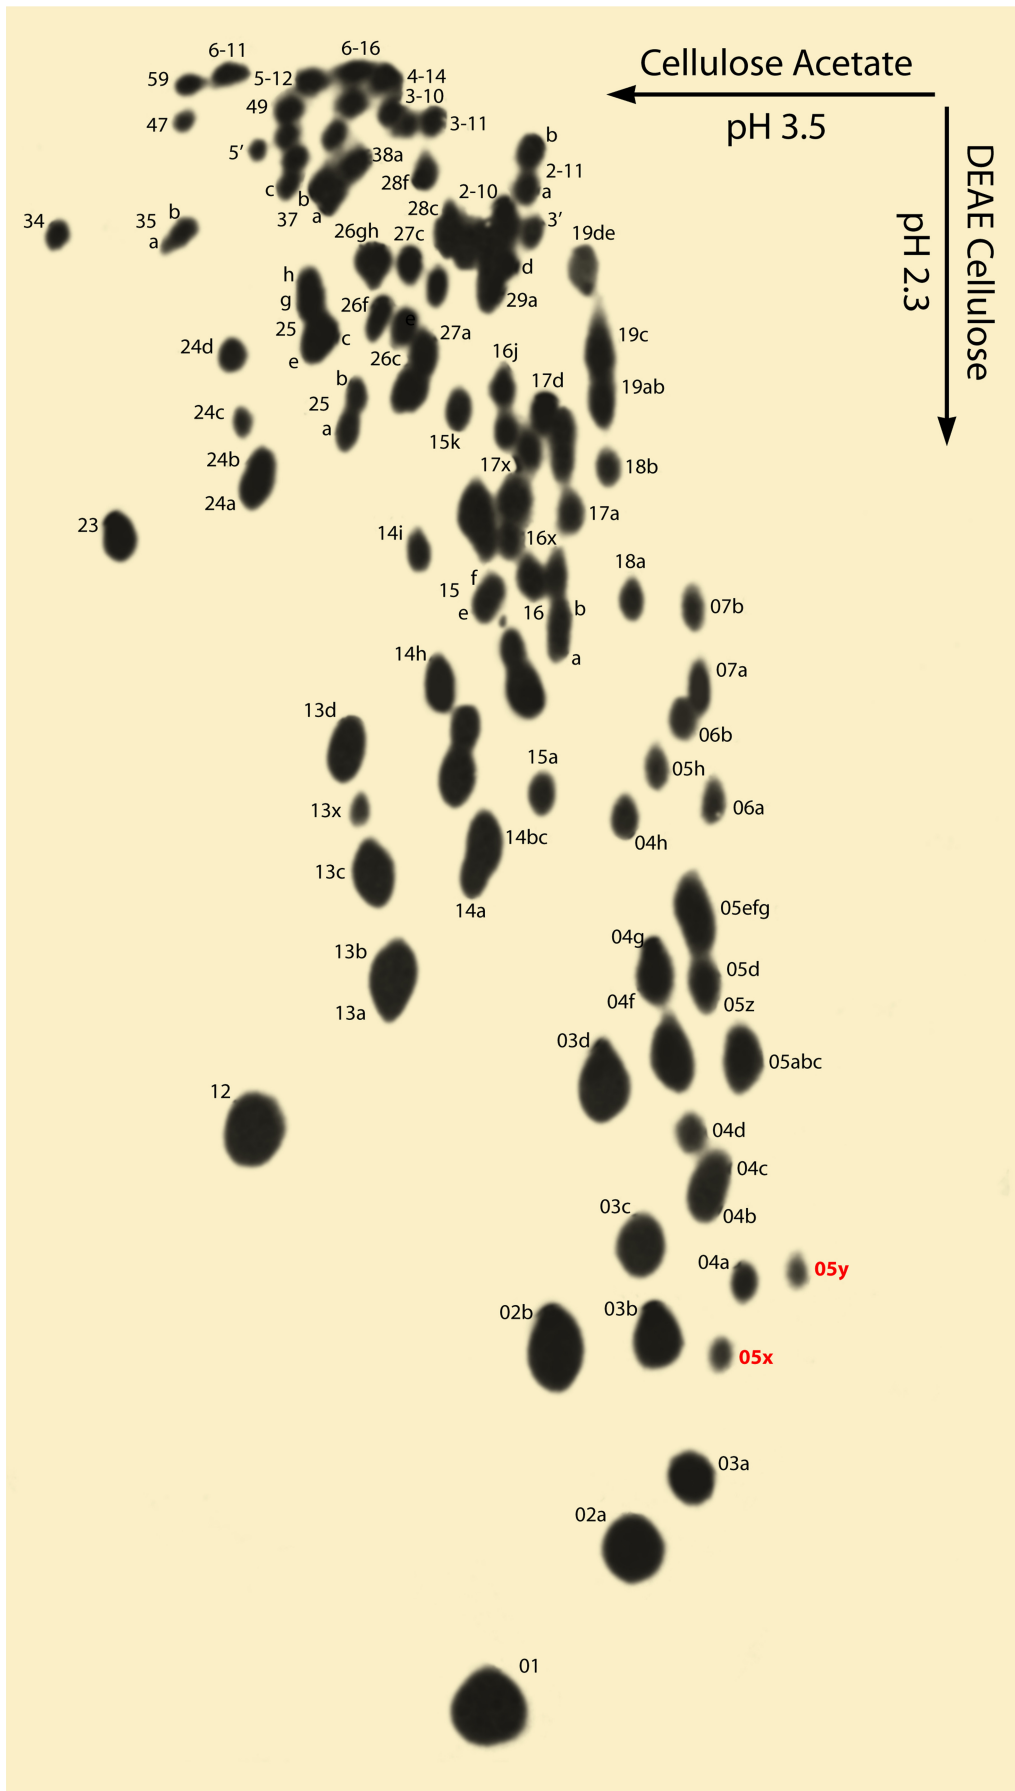 6-11
6-16
Cellulose Acetate
59
5-12
4-14
3-10
49
pH 3.5
47
3-11
b
5'
38a
2-11
c
28f
a
b
37
a
2-10
28c
DEAE Cellulose
pH 2.3
34
35
b
a
26gh
27c
3'
19de
h
d
g
26f
29a
25
c
e
27a
19c
24d
e
26c
16j
b
17d
19ab
25
24c
a
15k
24b
17x
18b
24a
17a
23
14i
16x
18a
f
15
e
16
b
07b
14h
a
07a
13d
06b
15a
05h
13x
06a
14bc
04h
13c
14a
05efg
04g
13b
05d
04f
05z
13a
03d
05abc
12
04d
04c
03c
04b
04a
05y
02b
03b
05x
03a
02a
01